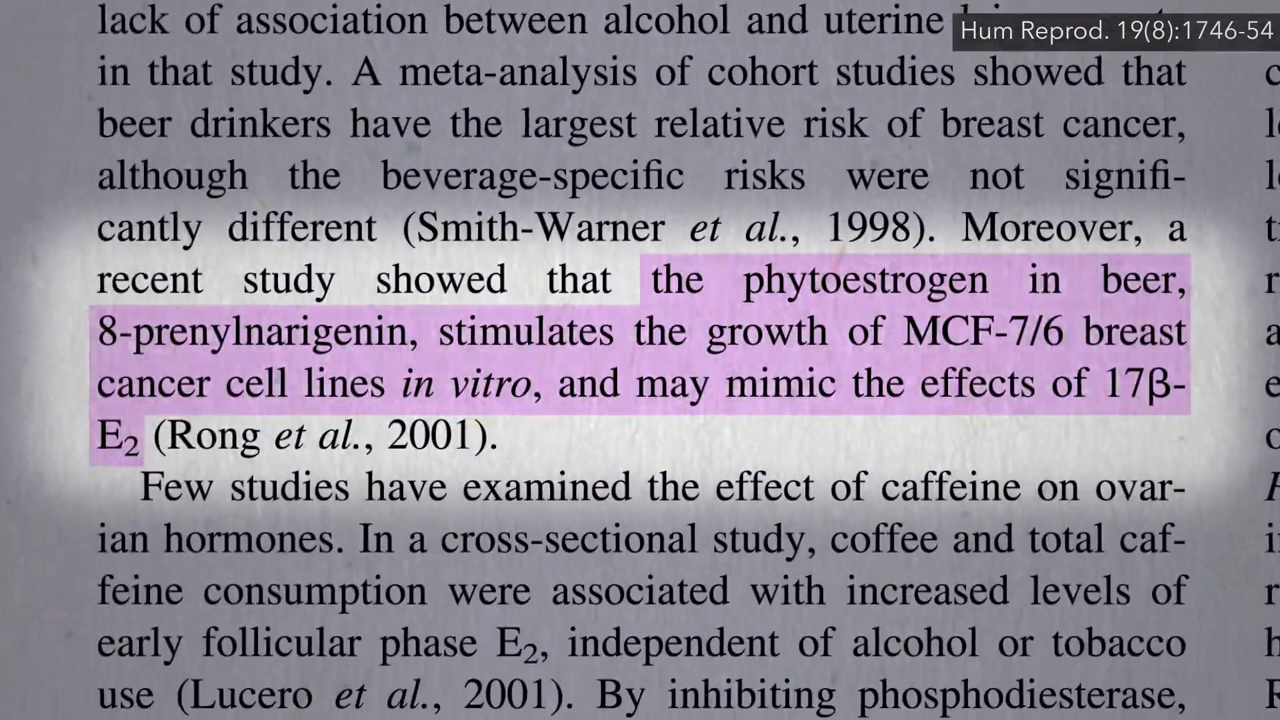 lack of association between alcohol and uterine
Hum Reprod. 19(8):1746-54
in that study. A meta-analysis of cohort studies showed that
beer drinkers have the largest relative risk of breast cancer,
although the beverage-specific risks were not signifi-
cantly different (Smith-Warner et al., 1998). Moreover, a
recent study showed that the phytoestrogen in beer,
8-prenylnarigenin, stimulates the growth of MCF-7/6 breast
cancer cell lines in vitro, and may mimic the effects of 17β-
E₂ (Rong et al., 2001).
Few studies have examined the effect of caffeine on ovar-
ian hormones. In a cross-sectional study, coffee and total caf-
feine consumption were associated with increased levels of
early follicular phase E₂, independent of alcohol or tobacco
use (Lucero et al., 2001). By inhibiting phosphodiesterase,